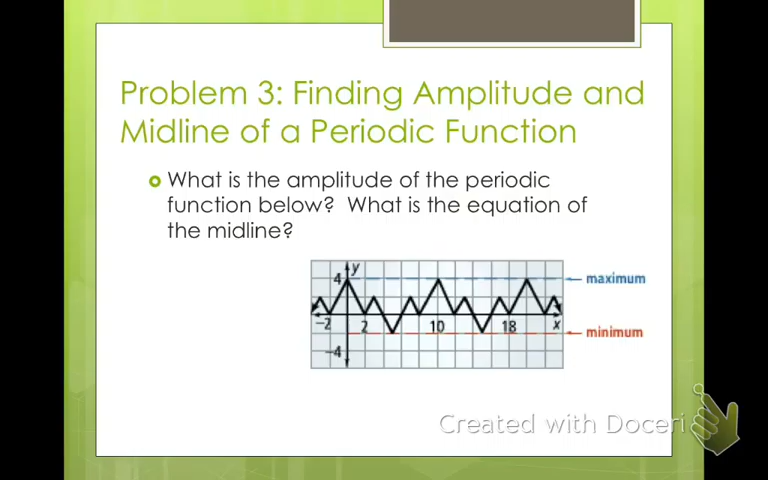 Problem 3: Finding Amplitude and
Midline of a Periodic Function
What is the amplitude of the periodic
function below? What is the equation of
the midline?
4
y
maximum
−2
2
10
18
x
minimum
−4
Created with Doceri